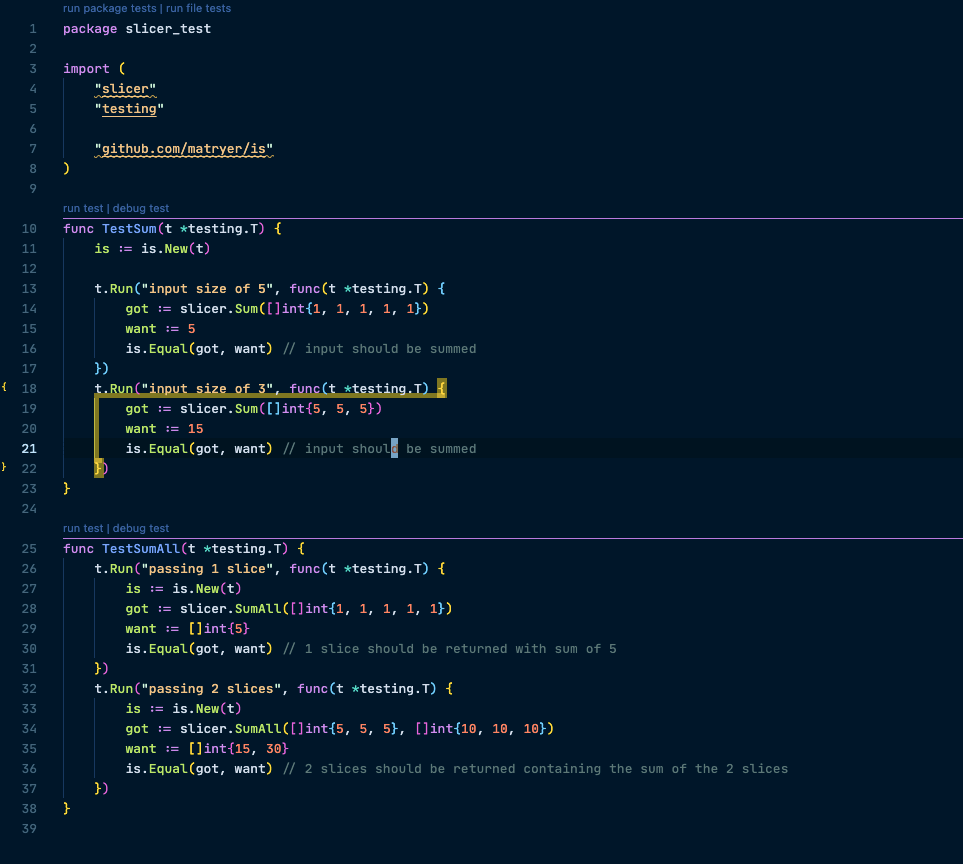 run package tests | run file tests
1 package slicer_test
2
3 import (
4     "slicer"
5     "testing"
6
7     "github.com/matryer/is"
8 )
9
run test | debug test
10 func TestSum(t *testing.T) {
11     is := is.New(t)
12
13     t.Run("input size of 5", func(t *testing.T) {
14         got := slicer.Sum([]int{1, 1, 1, 1, 1})
15         want := 5
16         is.Equal(got, want) // input should be summed
17     })
{ 18     t.Run("input size of 3", func(t *testing.T) {
19         got := slicer.Sum([]int{5, 5, 5})
20         want := 15
21         is.Equal(got, want) // input should be summed
} 22     })
23 }
24
run test | debug test
25 func TestSumAll(t *testing.T) {
26     t.Run("passing 1 slice", func(t *testing.T) {
27         is := is.New(t)
28         got := slicer.SumAll([]int{1, 1, 1, 1, 1})
29         want := []int{5}
30         is.Equal(got, want) // 1 slice should be returned with sum of 5
31     })
32     t.Run("passing 2 slices", func(t *testing.T) {
33         is := is.New(t)
34         got := slicer.SumAll([]int{5, 5, 5}, []int{10, 10, 10})
35         want := []int{15, 30}
36         is.Equal(got, want) // 2 slices should be returned containing the sum of the 2 slices
37     })
38 }
39